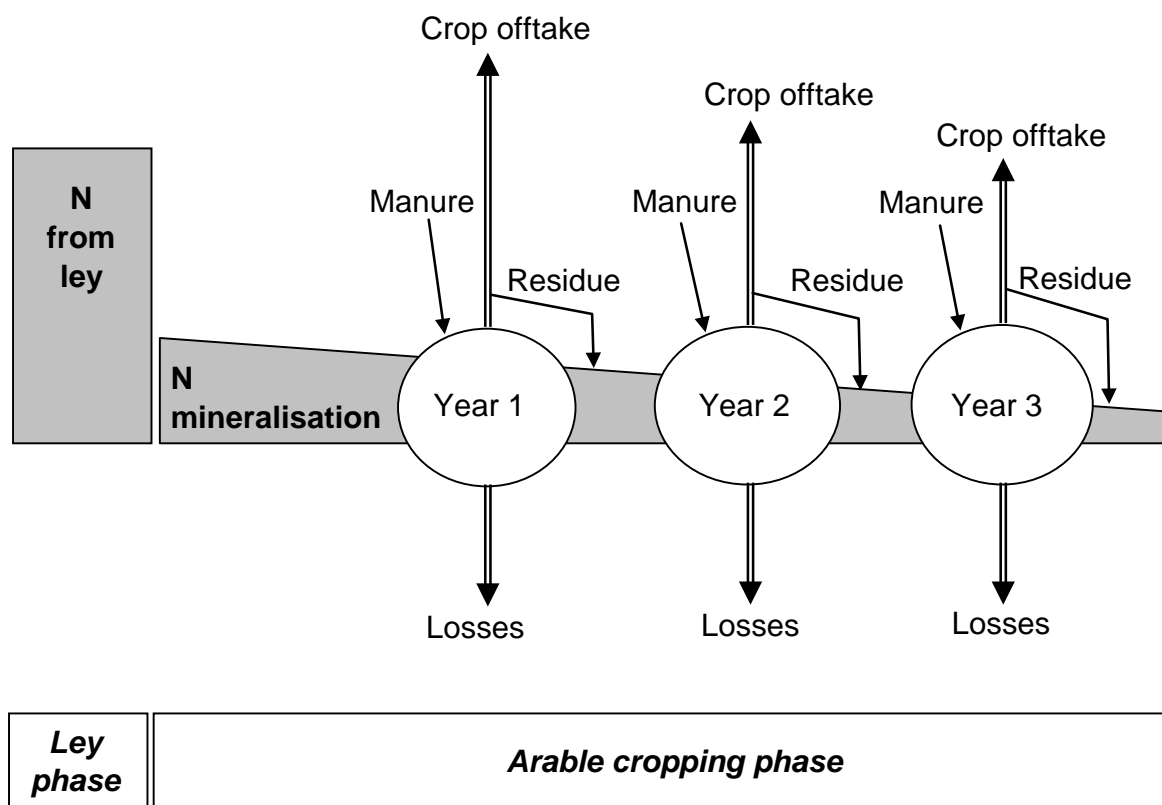 Crop offtake
Crop offtake
Crop offtake
N
from
ley
Manure
Manure
Manure
Residue
Residue
Residue
N
mineralisation
Year 1
Year 2
Year 3
Losses
Losses
Losses
Ley
phase
Arable cropping phase